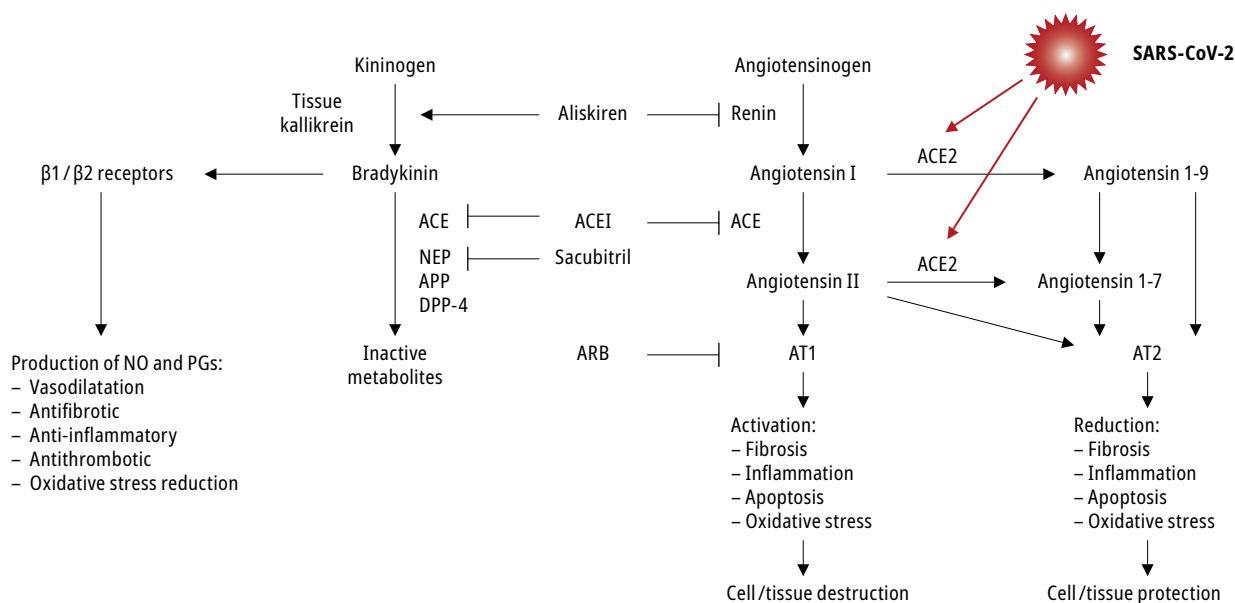 SARS-CoV-2
Kininogen
Angiotensinogen
Tissue
kallikrein
Aliskiren
Renin
β1 / β2 receptors
Bradykinin
Angiotensin I
ACE2
Angiotensin 1-9
ACE
ACEI
ACE
NEP
Sacubitril
APP
DPP-4
Angiotensin II
ACE2
Angiotensin 1-7
Inactive
metabolites
ARB
AT1
AT2
Production of NO and PGs:
– Vasodilatation
– Antifibrotic
– Anti-inflammatory
– Antithrombotic
– Oxidative stress reduction
Activation:
– Fibrosis
– Inflammation
– Apoptosis
– Oxidative stress
Reduction:
– Fibrosis
– Inflammation
– Apoptosis
– Oxidative stress
Cell/tissue destruction
Cell/tissue protection